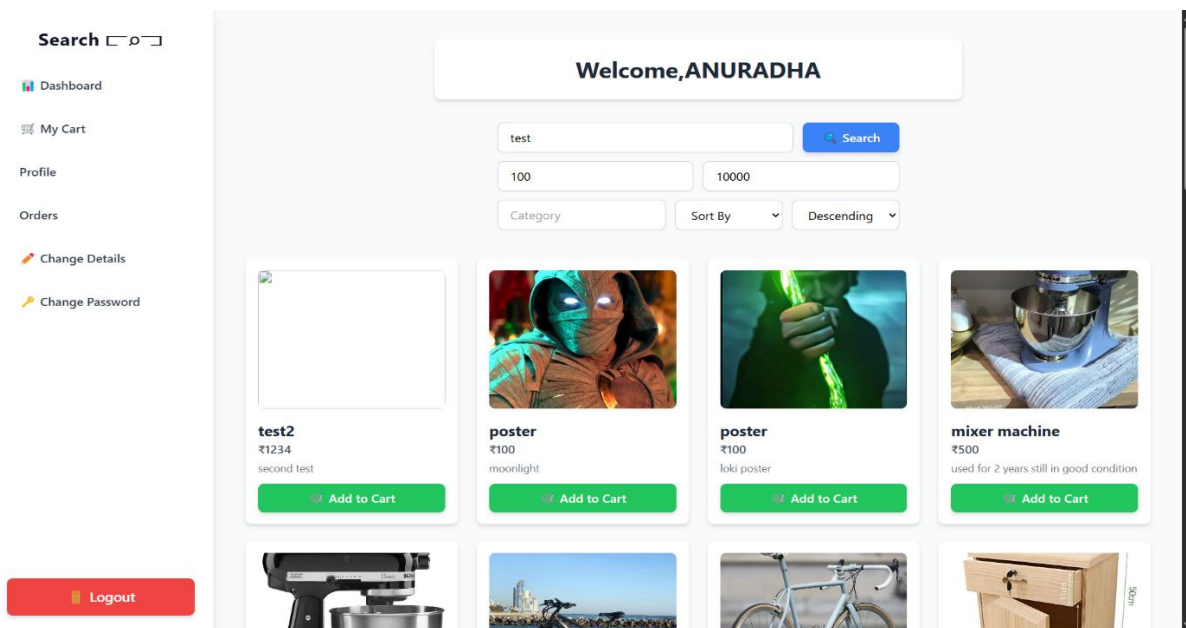 Search
Dashboard
My Cart
Profile
Orders
Change Details
Change Password
Logout
Welcome,ANURADHA
test
Search
100
10000
Category
Sort By
Descending
test2
₹1234
second test
Add to Cart
poster
₹100
moonlight
Add to Cart
poster
₹100
loki poster
Add to Cart
mixer machine
₹500
used for 2 years still in good condition
Add to Cart
50cm